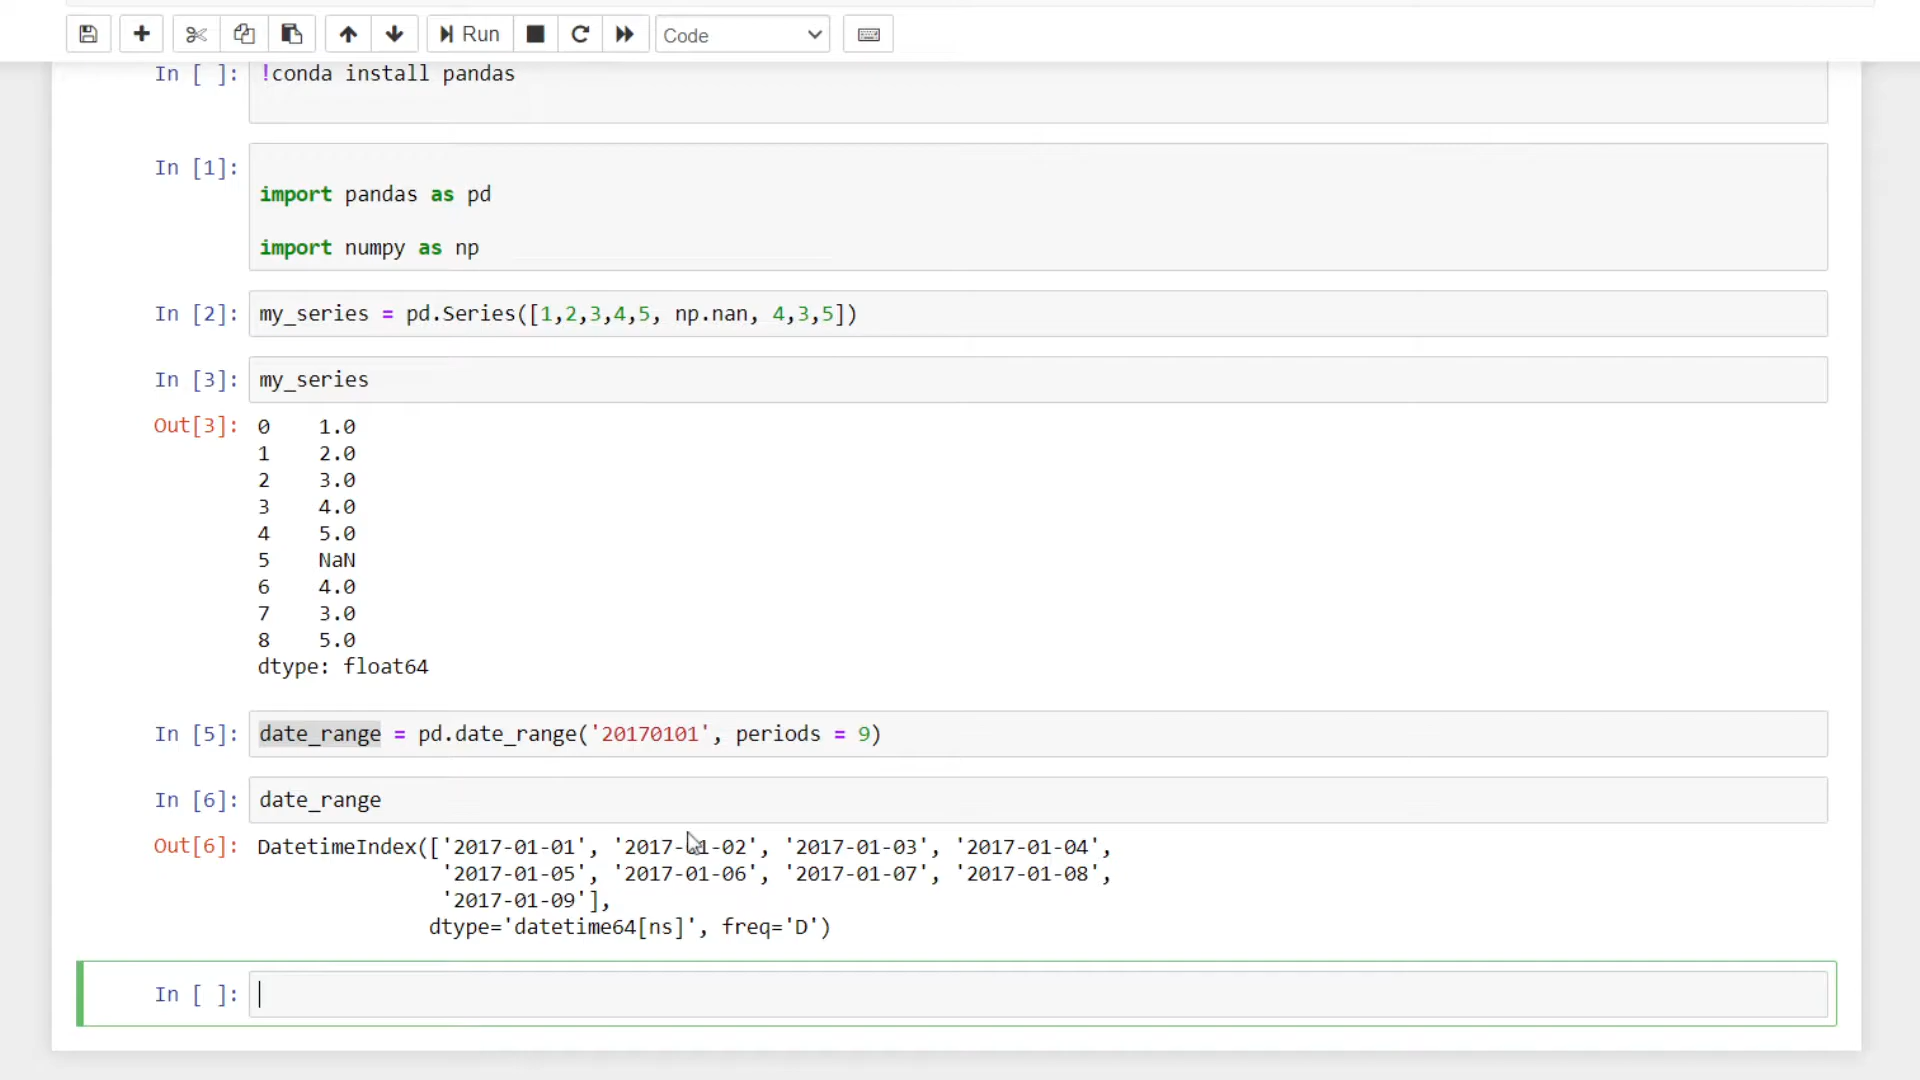 Run Code
In [ ]: !conda install pandas
In [1]:
import pandas as pd
import numpy as np
In [2]: my_series = pd.Series([1,2,3,4,5, np.nan, 4,3,5])
In [3]: my_series
Out[3]: 0 1.0
1 2.0
2 3.0
3 4.0
4 5.0
5 NaN
6 4.0
7 3.0
8 5.0
dtype: float64
In [5]: date_range = pd.date_range('20170101', periods = 9)
In [6]: date_range
Out[6]: DatetimeIndex(['2017-01-01', '2017-01-02', '2017-01-03', '2017-01-04',
'2017-01-05', '2017-01-06', '2017-01-07', '2017-01-08',
'2017-01-09'],
dtype='datetime64[ns]', freq='D')
In [ ]: